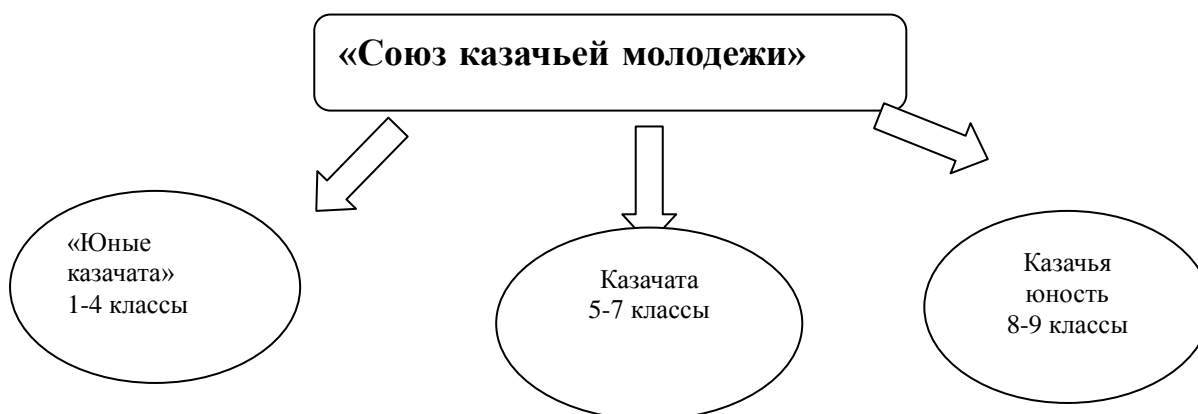 «Союз казачьей молодежи»
«Юные
казачата»
1-4 классы
Казачата
5-7 классы
Казачья
юность
8-9 классы